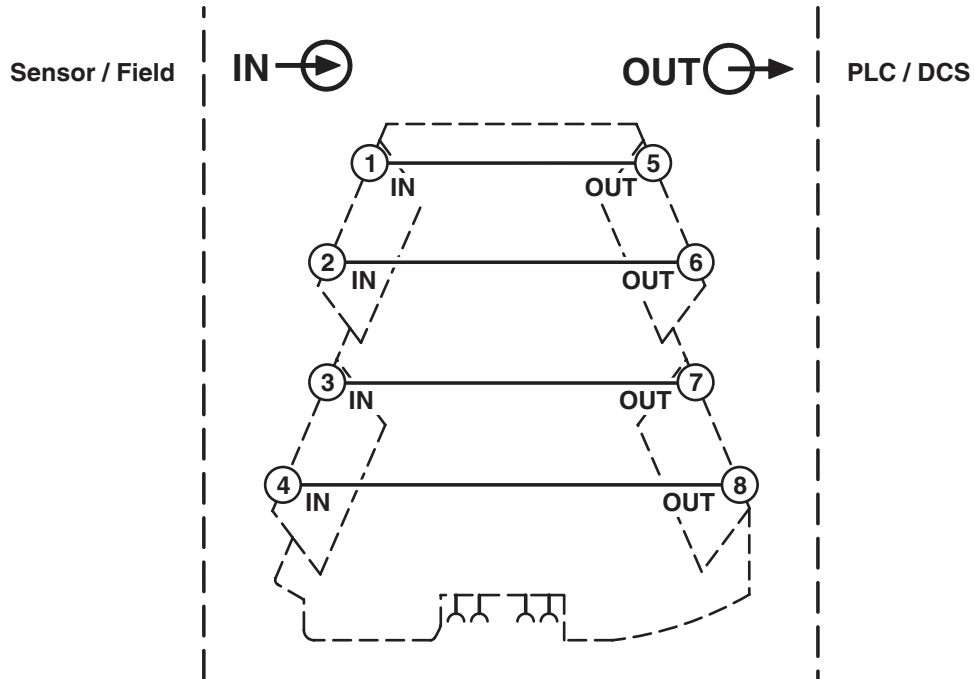 Sensor / Field
IN
OUT
PLC / DCS
1
5
IN
OUT
2
6
IN
OUT
3
7
IN
OUT
4
8
IN
OUT